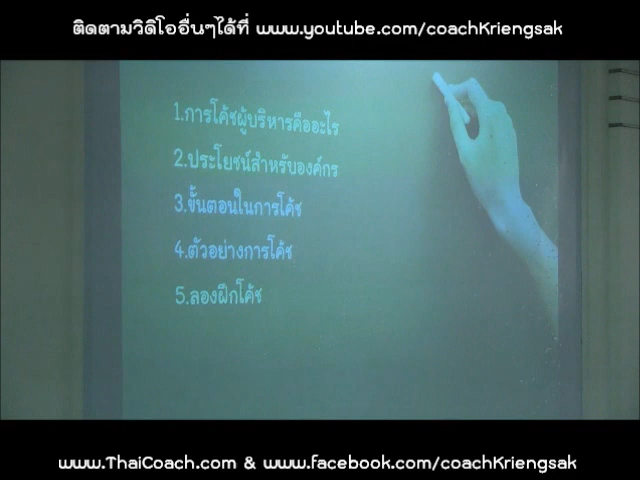 ติดตามวิดิโออื่นๆได้ที่ www.youtube.com/coachKriengsak
1.การโค้ชผู้บริหารคืออะไร
2.ประโยชน์สำหรับองค์กร
3.ขั้นตอนในการโค้ช
4.ตัวอย่างการโค้ช
5.ลองฝึกโค้ช
www.ThaiCoach.com & www.facebook.com/coachKriengsak